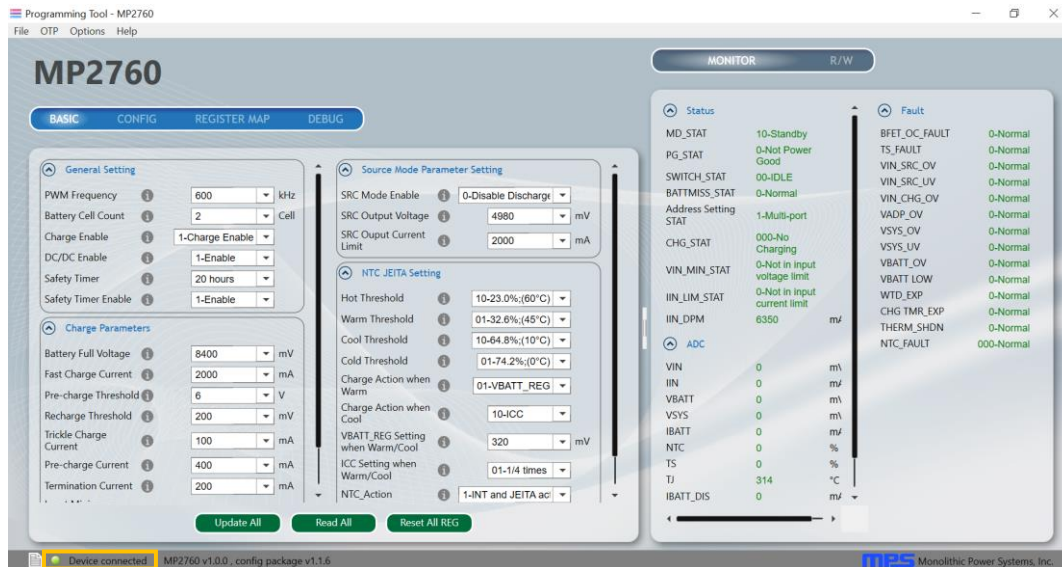 Programming Tool - MP2760
File OTP Options Help
MP2760
BASIC CONFIG REGISTER MAP DEBUG
General Setting
PWM Frequency 600 kHz
Battery Cell Count 2 Cell
Charge Enable 1-Charge Enable
DC/DC Enable 1-Enable
Safety Timer 20 hours
Safety Timer Enable 1-Enable
Charge Parameters
Battery Full Voltage 8400 mV
Fast Charge Current 2000 mA
Pre-charge Threshold 6 V
Recharge Threshold 200 mV
Trickle Charge
Current 100 mA
Pre-charge Current 400 mA
Termination Current 200 mA
Source Mode Parameter Setting
SRC Mode Enable 0-Disable Discharge
SRC Output Voltage 4980 mV
SRC Ouput Current
Limit 2000 mA
NTC JEITA Setting
Hot Threshold 10-23.0%;(60°C)
Warm Threshold 01-32.6%;(45°C)
Cool Threshold 10-64.8%;(10°C)
Cold Threshold 01-74.2%;(0°C)
Charge Action when
Warm 01-VBATT_REG
Charge Action when
Cool 10-ICC
VBATT_REG Setting
when Warm/Cool 320 mV
ICC Setting when
Warm/Cool 01-1/4 times
NTC_Action 1-INT and JEITA act
Update All Read All Reset All REG
MONITOR R/W
Status
MD_STAT 10-Standby
PG_STAT 0-Not Power
Good
SWITCH_STAT 00-IDLE
BATTMISS_STAT 0-Normal
Address Setting
STAT 1-Multi-port
CHG_STAT 000-No
Charging
VIN_MIN_STAT 0-Not in input
voltage limit
IIN_LIM_STAT 0-Not in input
current limit
IIN_DPM 6350 m
ADC
VIN 0 m
IIN 0 m
VBATT 0 m
VSYS 0 m
IBATT 0 m
NTC 0 %
TS 0 %
TJ 314 °C
IBATT_DIS 0 m
Fault
BFET_OC_FAULT 0-Normal
TS_FAULT 0-Normal
VIN_SRC_OV 0-Normal
VIN_SRC_UV 0-Normal
VIN_CHG_OV 0-Normal
VADP_OV 0-Normal
VSYS_OV 0-Normal
VSYS_UV 0-Normal
VBATT_OV 0-Normal
VBATT LOW 0-Normal
WTD_EXP 0-Normal
CHG TMR_EXP 0-Normal
THERM_SHDN 0-Normal
NTC_FAULT 000-Normal
Device connected MP2760 v1.0.0 , config package v1.1.6
mps Monolithic Power Systems, Inc.